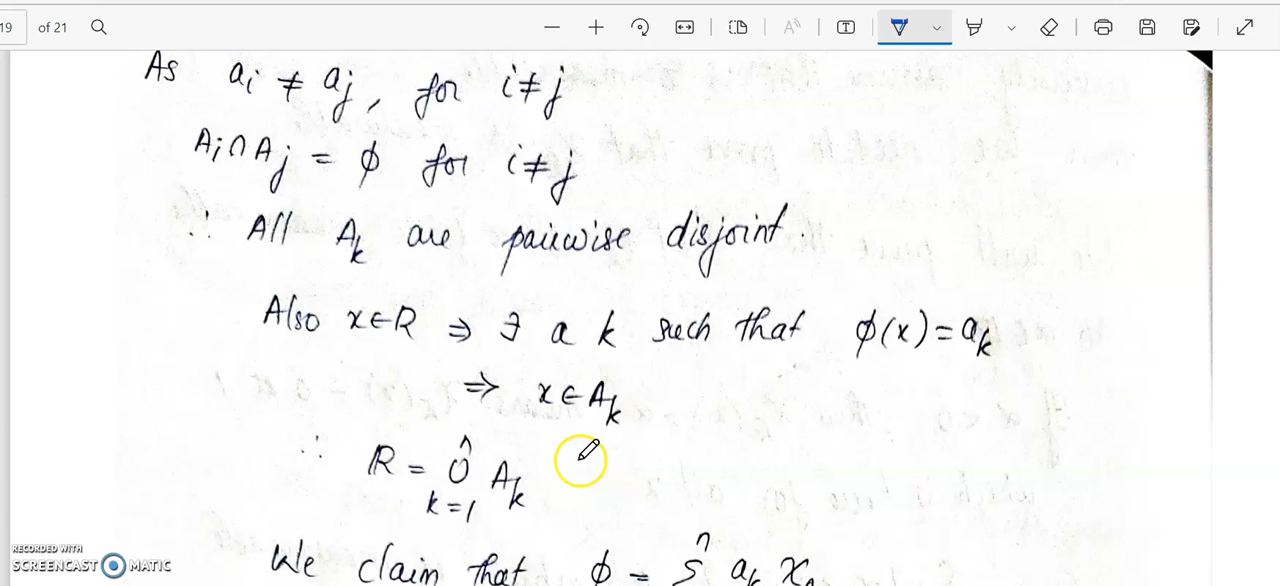 19 of 21
As aᵢ ≠ aⱼ, for i≠j
Aᵢ∩Aⱼ = ϕ for i≠j
∴ All Aₖ are pairwise disjoint.
Also x∈R ⇒ ∃ a k such that ϕ(x)=aₖ
⇒ x∈Aₖ
∴ R = ∪ₖ₌₁ⁿ Aₖ
We claim that ϕ = Σⁿ aₖ χ
RECORDED WITH
SCREENCAST MATIC